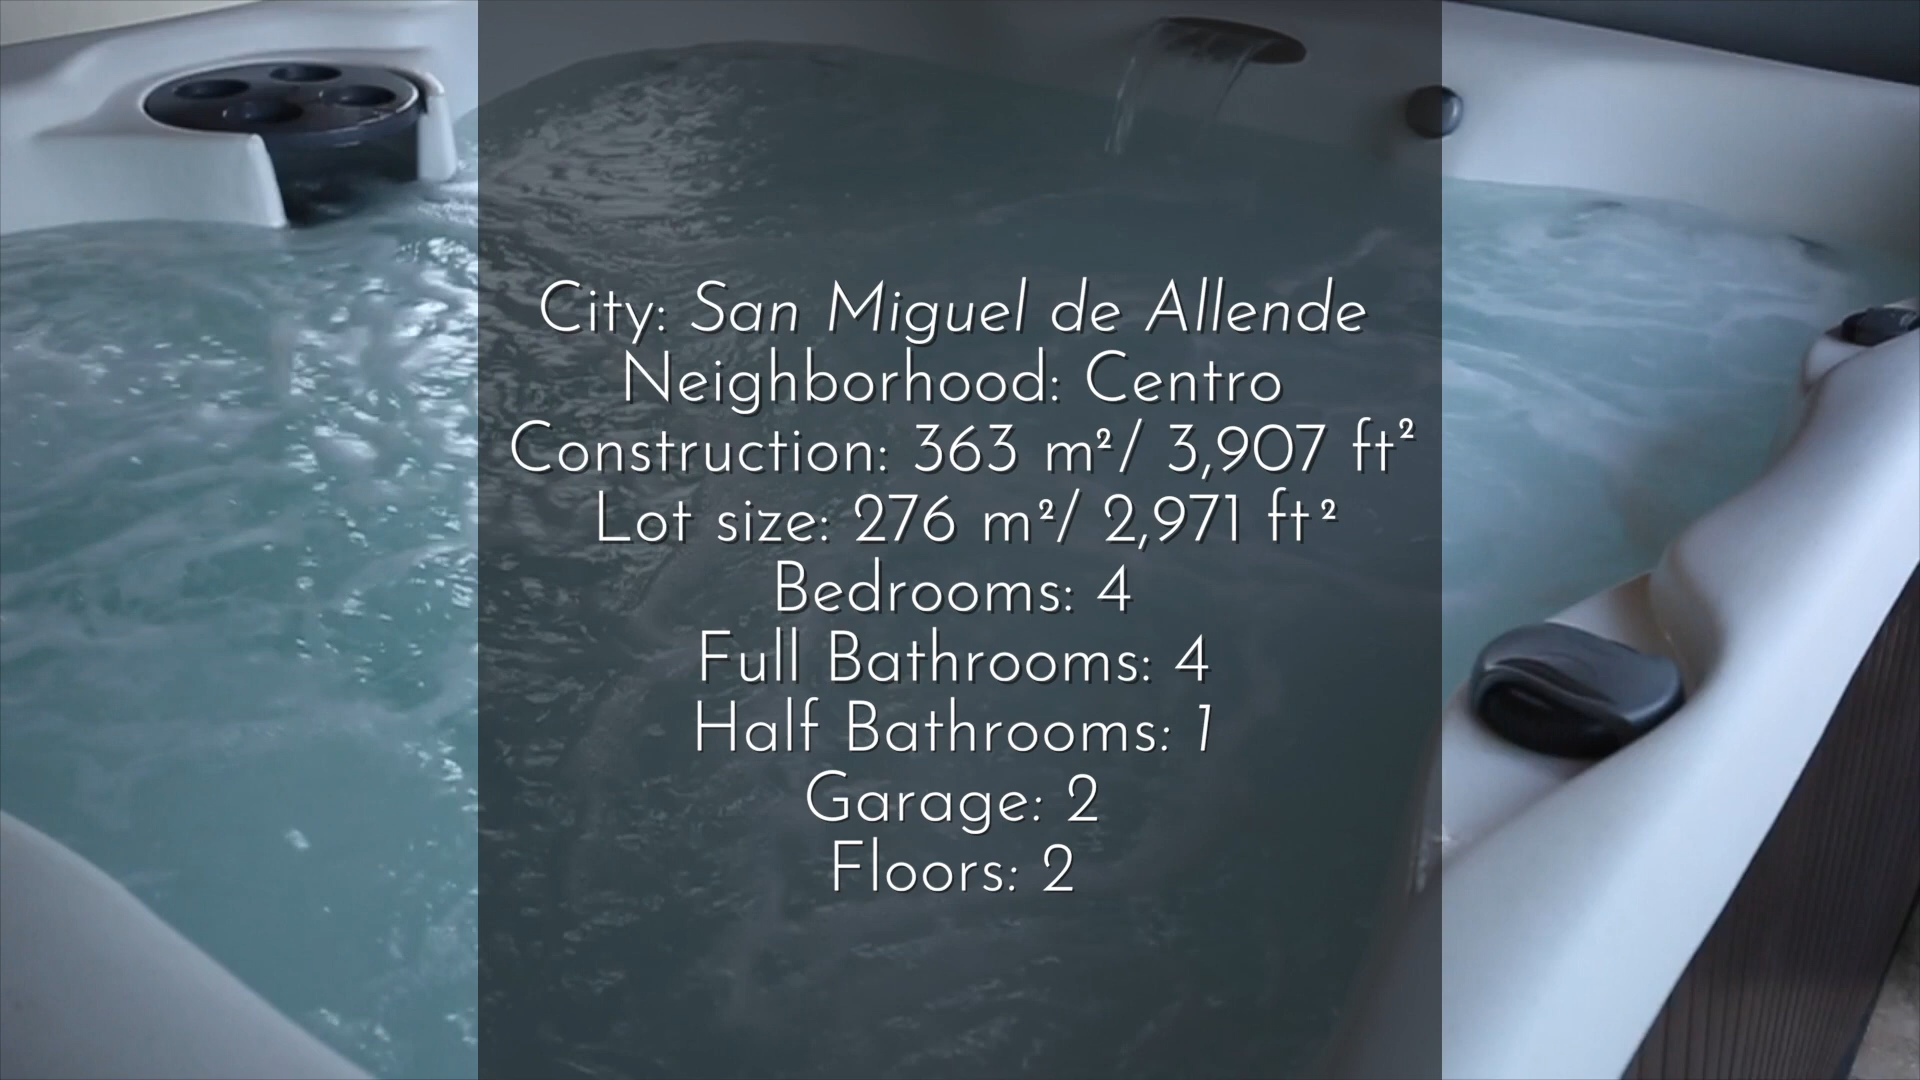 City: San Miguel de Allende
Neighborhood: Centro
Construction: 363 m²/ 3,907 ft²
Lot size: 276 m²/ 2,971 ft²
Bedrooms: 4
Full Bathrooms: 4
Half Bathrooms: 1
Garage: 2
Floors: 2